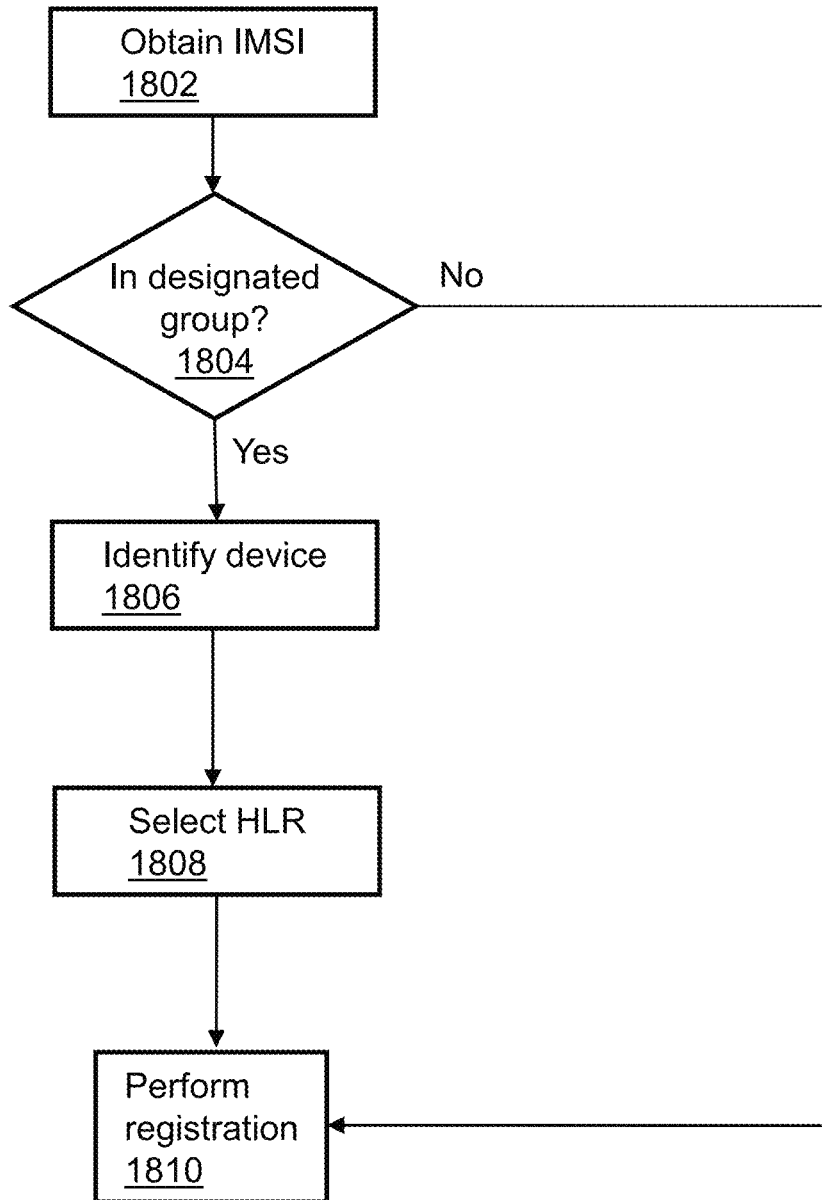 Obtain IMSI
1802
In designated
group?
1804
No
Yes
Identify device
1806
Select HLR
1808
Perform
registration
1810